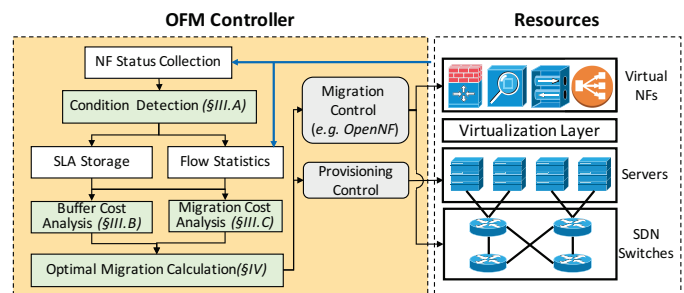 OFM Controller
Resources
NF Status Collection
Condition Detection (§III.A)
SLA Storage
Flow Statistics
Buffer Cost
Analysis (§III.B)
Migration Cost
Analysis (§III.C)
Optimal Migration Calculation(§IV)
Migration
Control
(e.g. OpenNF)
Provisioning
Control
Virtual
NFs
Virtualization Layer
Servers
SDN
Switches